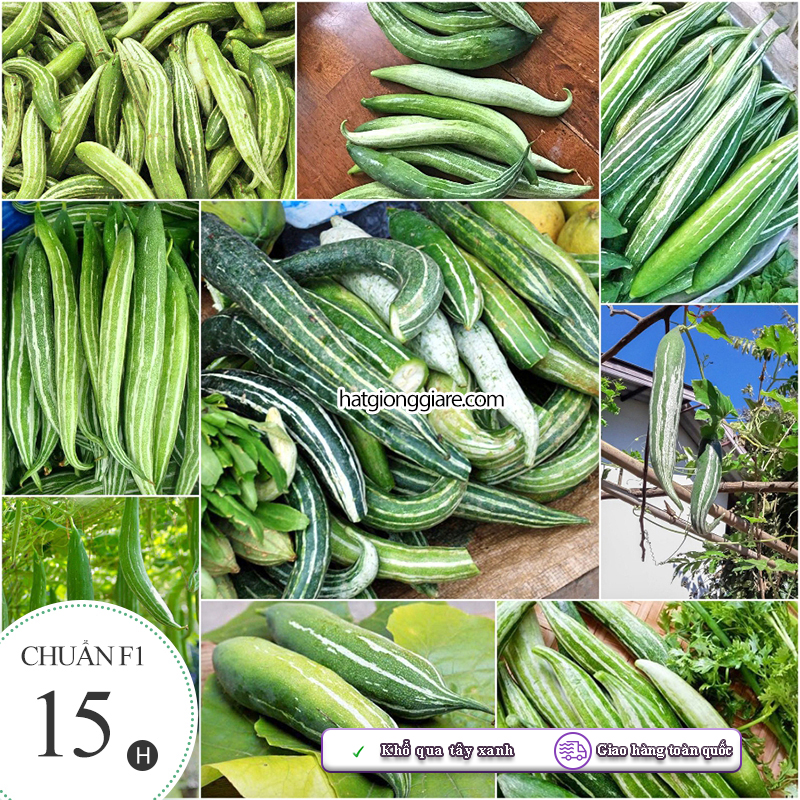 hatgionggiare.com
CHUẨN F1
15 H
✓ Khổ qua tây xanh
Giao hàng toàn quốc